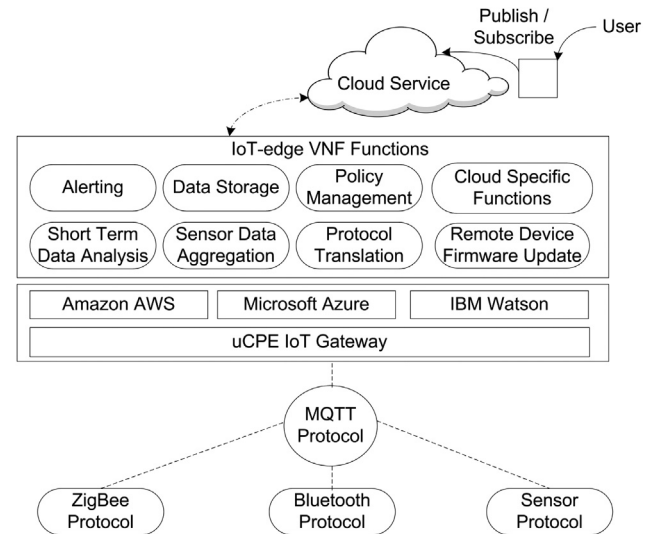 Publish /
Subscribe
User
Cloud Service
IoT-edge VNF Functions
Alerting
Data Storage
Policy
Management
Cloud Specific
Functions
Short Term
Data Analysis
Sensor Data
Aggregation
Protocol
Translation
Remote Device
Firmware Update
Amazon AWS
Microsoft Azure
IBM Watson
uCPE IoT Gateway
MQTT
Protocol
ZigBee
Protocol
Bluetooth
Protocol
Sensor
Protocol